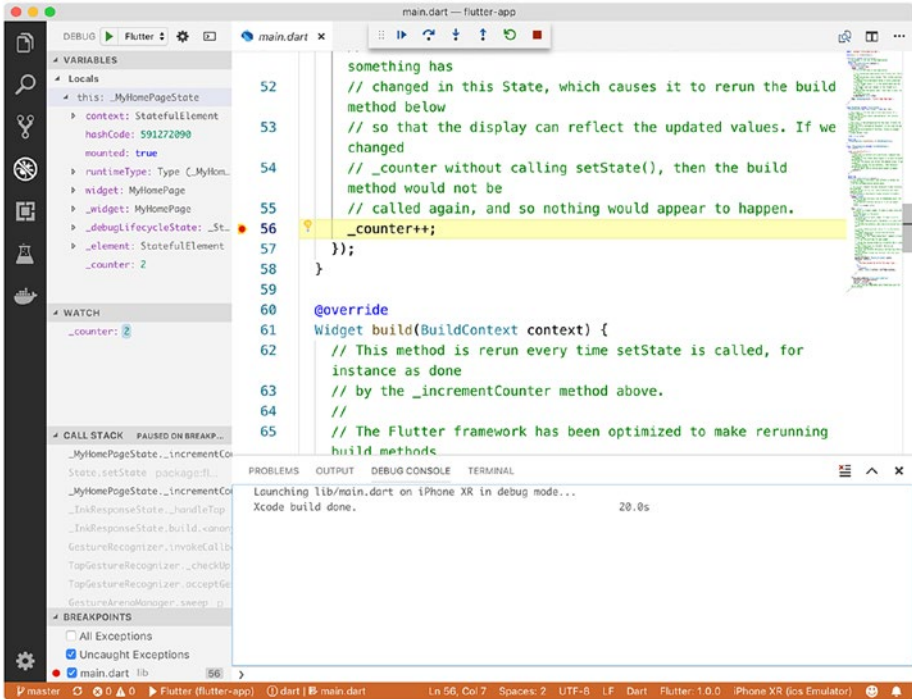 main.dart — flutter-app
DEBUG Flutter
main.dart
VARIABLES
Locals
this: _MyHomePageState
context: StatefulElement
hashCode: 591272090
mounted: true
runtimeType: Type (_MyHom…
widget: MyHomePage
_widget: MyHomePage
_debugLifecycleState: _St…
_element: StatefulElement
_counter: 2
WATCH
_counter: 2
CALL STACK PAUSED ON BREAKP…
_MyHomePageState._incrementCo
State.setState package:fl…
_MyHomePageState._incrementCo
_InkResponseState._handleTap
_InkResponseState.build.<anon
GestureRecognizer.invokeCallb
TapGestureRecognizer._checkUp
TapGestureRecognizer.acceptGe
GestureArenaManager.sweep p
BREAKPOINTS
All Exceptions
Uncaught Exceptions
main.dart lib 56
something has
52 // changed in this State, which causes it to rerun the build
method below
53 // so that the display can reflect the updated values. If we
changed
54 // _counter without calling setState(), then the build
method would not be
55 // called again, and so nothing would appear to happen.
56 _counter++;
57 });
58 }
59
60 @override
61 Widget build(BuildContext context) {
62 // This method is rerun every time setState is called, for
instance as done
63 // by the _incrementCounter method above.
64 //
65 // The Flutter framework has been optimized to make rerunning
build methods
PROBLEMS OUTPUT DEBUG CONSOLE TERMINAL
Launching lib/main.dart on iPhone XR in debug mode...
Xcode build done. 20.0s
master 0 0 Flutter (flutter-app) dart | main.dart Ln 56, Col 7 Spaces: 2 UTF-8 LF Dart Flutter: 1.0.0 iPhone XR (ios Emulator)